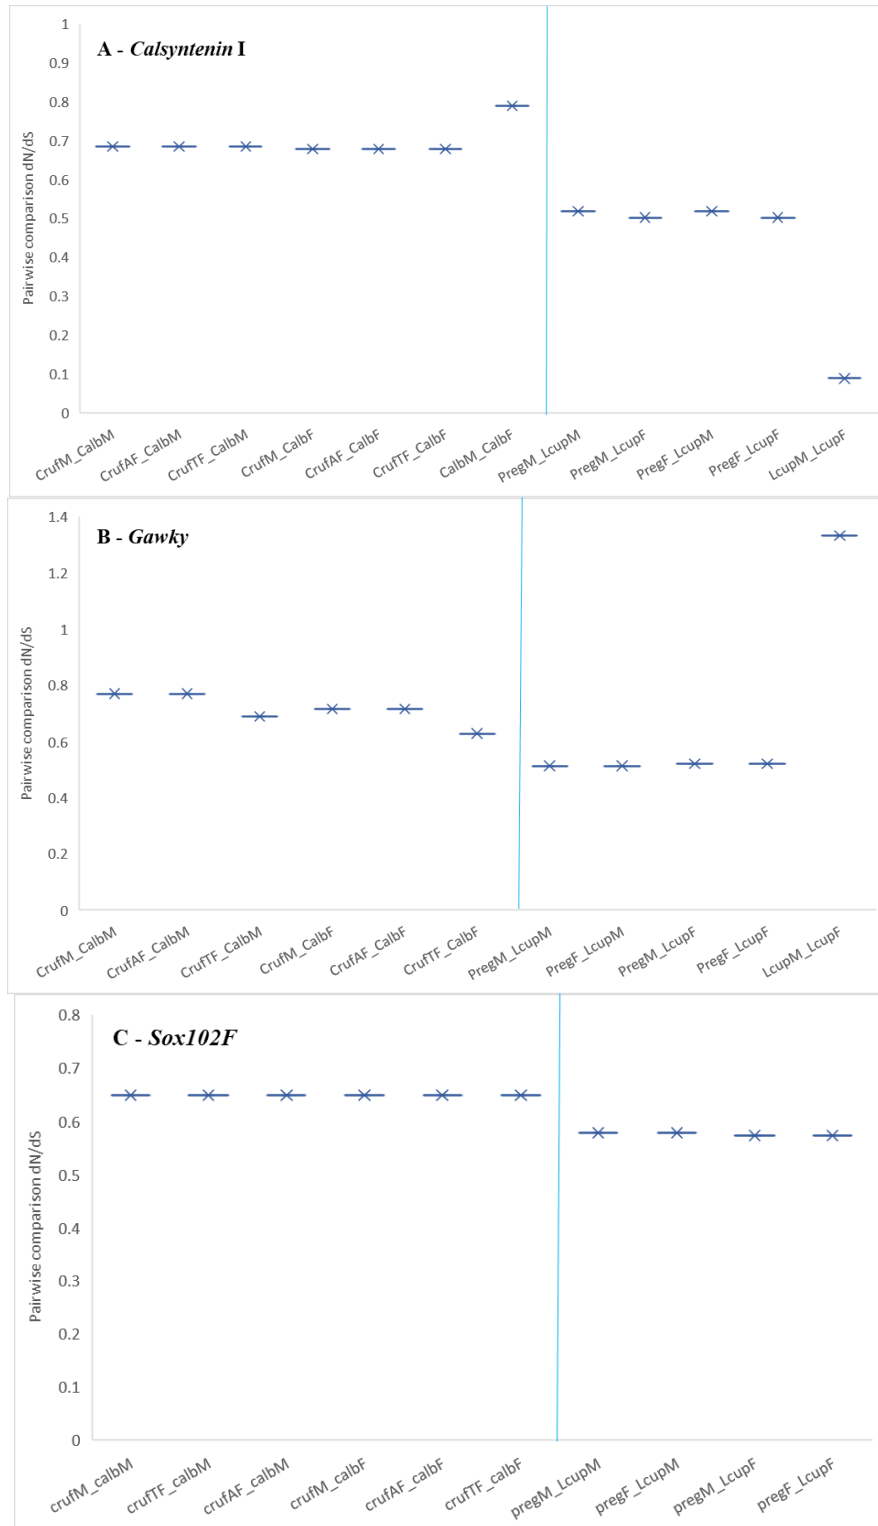 A - Calsyntenin I
Pairwise comparison dN/dS
1
0.9
0.8
0.7
0.6
0.5
0.4
0.3
0.2
0.1
0
CrufM_CalbM
CrufAF_CalbM
CrufTF_CalbM
CrufM_CalbF
CrufAF_CalbF
CrufTF_CalbF
CalbM_CalbF
PregM_LcupM
PregM_LcupF
PregF_LcupM
PregF_LcupF
LcupM_LcupF
B - Gawky
Pairwise comparison dN/dS
1.4
1.2
1
0.8
0.6
0.4
0.2
0
CrufM_CalbM
CrufAF_CalbM
CrufTF_CalbM
CrufM_CalbF
CrufAF_CalbF
CrufTF_CalbF
PregM_LcupM
PregF_LcupM
PregM_LcupF
PregF_LcupF
LcupM_LcupF
C - Sox102F
Pairwise comparison dN/dS
0.8
0.7
0.6
0.5
0.4
0.3
0.2
0.1
0
crufM_calbM
crufTF_calbM
crufAF_calbM
crufM_calbF
crufAF_calbF
crufTF_calbF
pregM_LcupM
pregF_LcupM
pregM_LcupF
pregF_LcupF